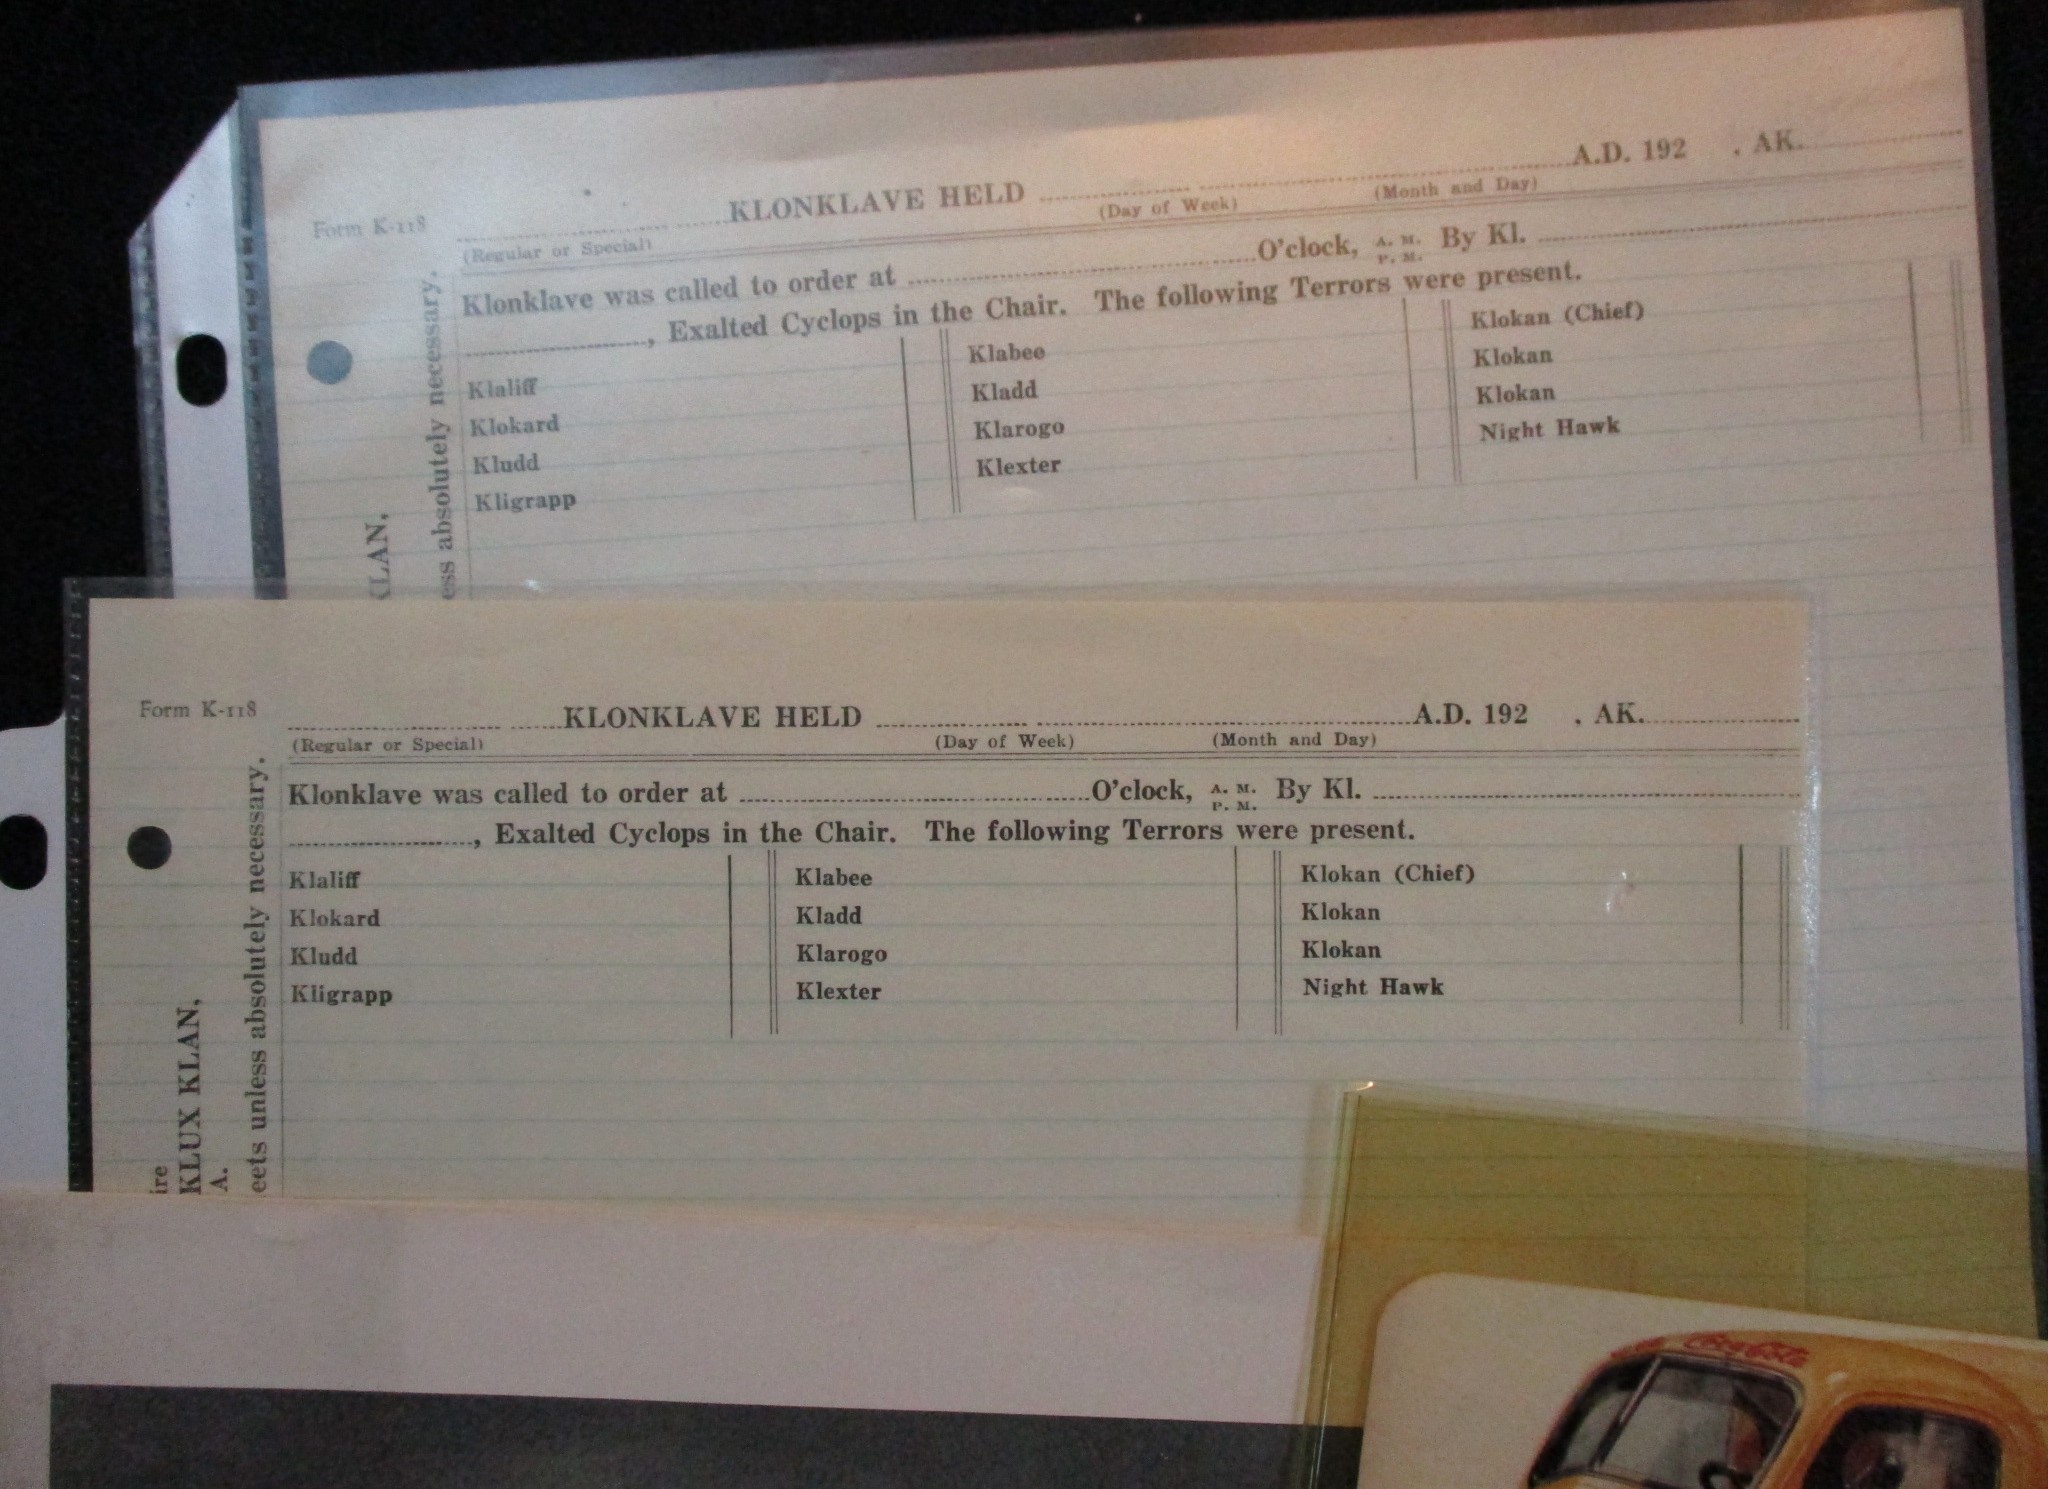 Form K-118
KLONKLAVE HELD A.D. 192 , AK.
(Regular or Special) (Day of Week) (Month and Day)
Klonklave was called to order at O'clock, A. M. P. M. By Kl.
, Exalted Cyclops in the Chair. The following Terrors were present.
Klaliff Klabee Klokan (Chief)
Klokard Kladd Klokan
Kludd Klarogo Klokan
Kligrapp Klexter Night Hawk
KLAN.
ess absolutely necessary.
Form K-118
KLONKLAVE HELD A.D. 192 , AK.
(Regular or Special) (Day of Week) (Month and Day)
Klonklave was called to order at O'clock, A. M. P. M. By Kl.
, Exalted Cyclops in the Chair. The following Terrors were present.
Klaliff Klabee Klokan (Chief)
Klokard Kladd Klokan
Kludd Klarogo Klokan
Kligrapp Klexter Night Hawk
ire
KLUX KLAN,
A.
eets unless absolutely necessary.
Coca-Cola